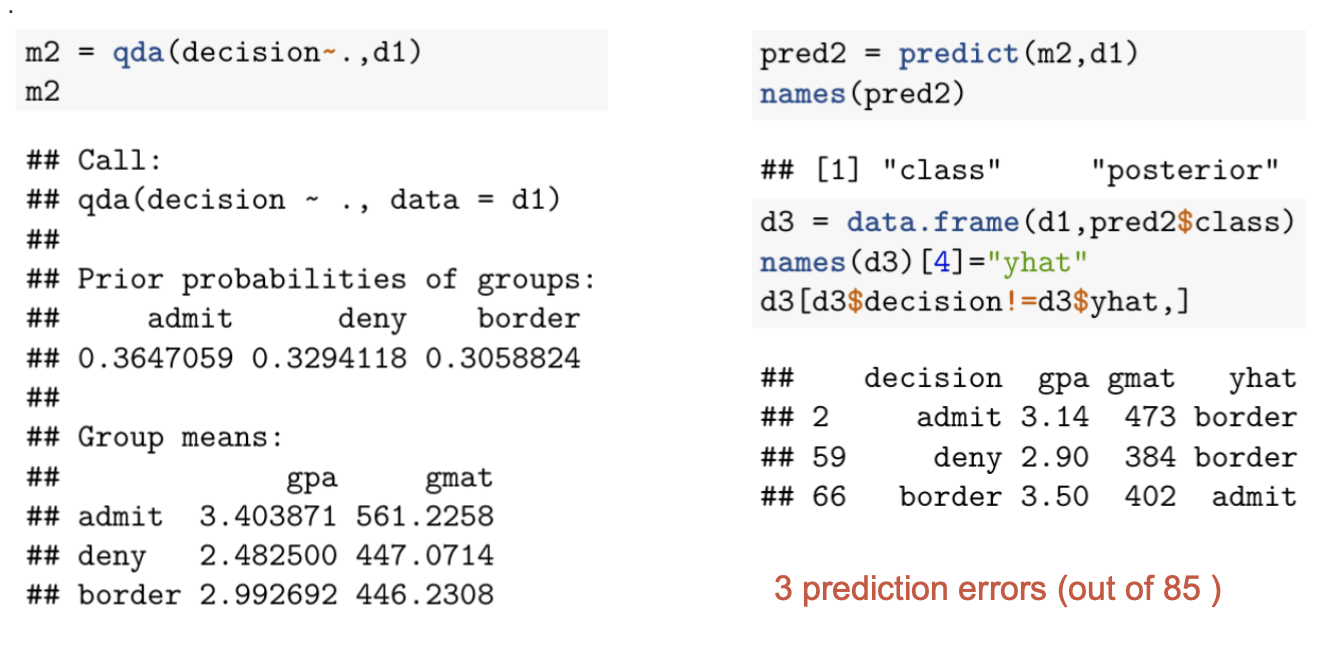 .
m2 = qda(decision~.,d1)
m2
## Call:
## qda(decision ~ ., data = d1)
##
## Prior probabilities of groups:
##     admit      deny    border
## 0.3647059 0.3294118 0.3058824
##
## Group means:
##             gpa     gmat
## admit  3.403871 561.2258
## deny   2.482500 447.0714
## border 2.992692 446.2308
pred2 = predict(m2,d1)
names(pred2)
## [1] "class"     "posterior"
d3 = data.frame(d1,pred2$class)
names(d3)[4]="yhat"
d3[d3$decision!=d3$yhat,]
##    decision  gpa gmat   yhat
## 2     admit 3.14  473 border
## 59     deny 2.90  384 border
## 66   border 3.50  402  admit
3 prediction errors (out of 85 )